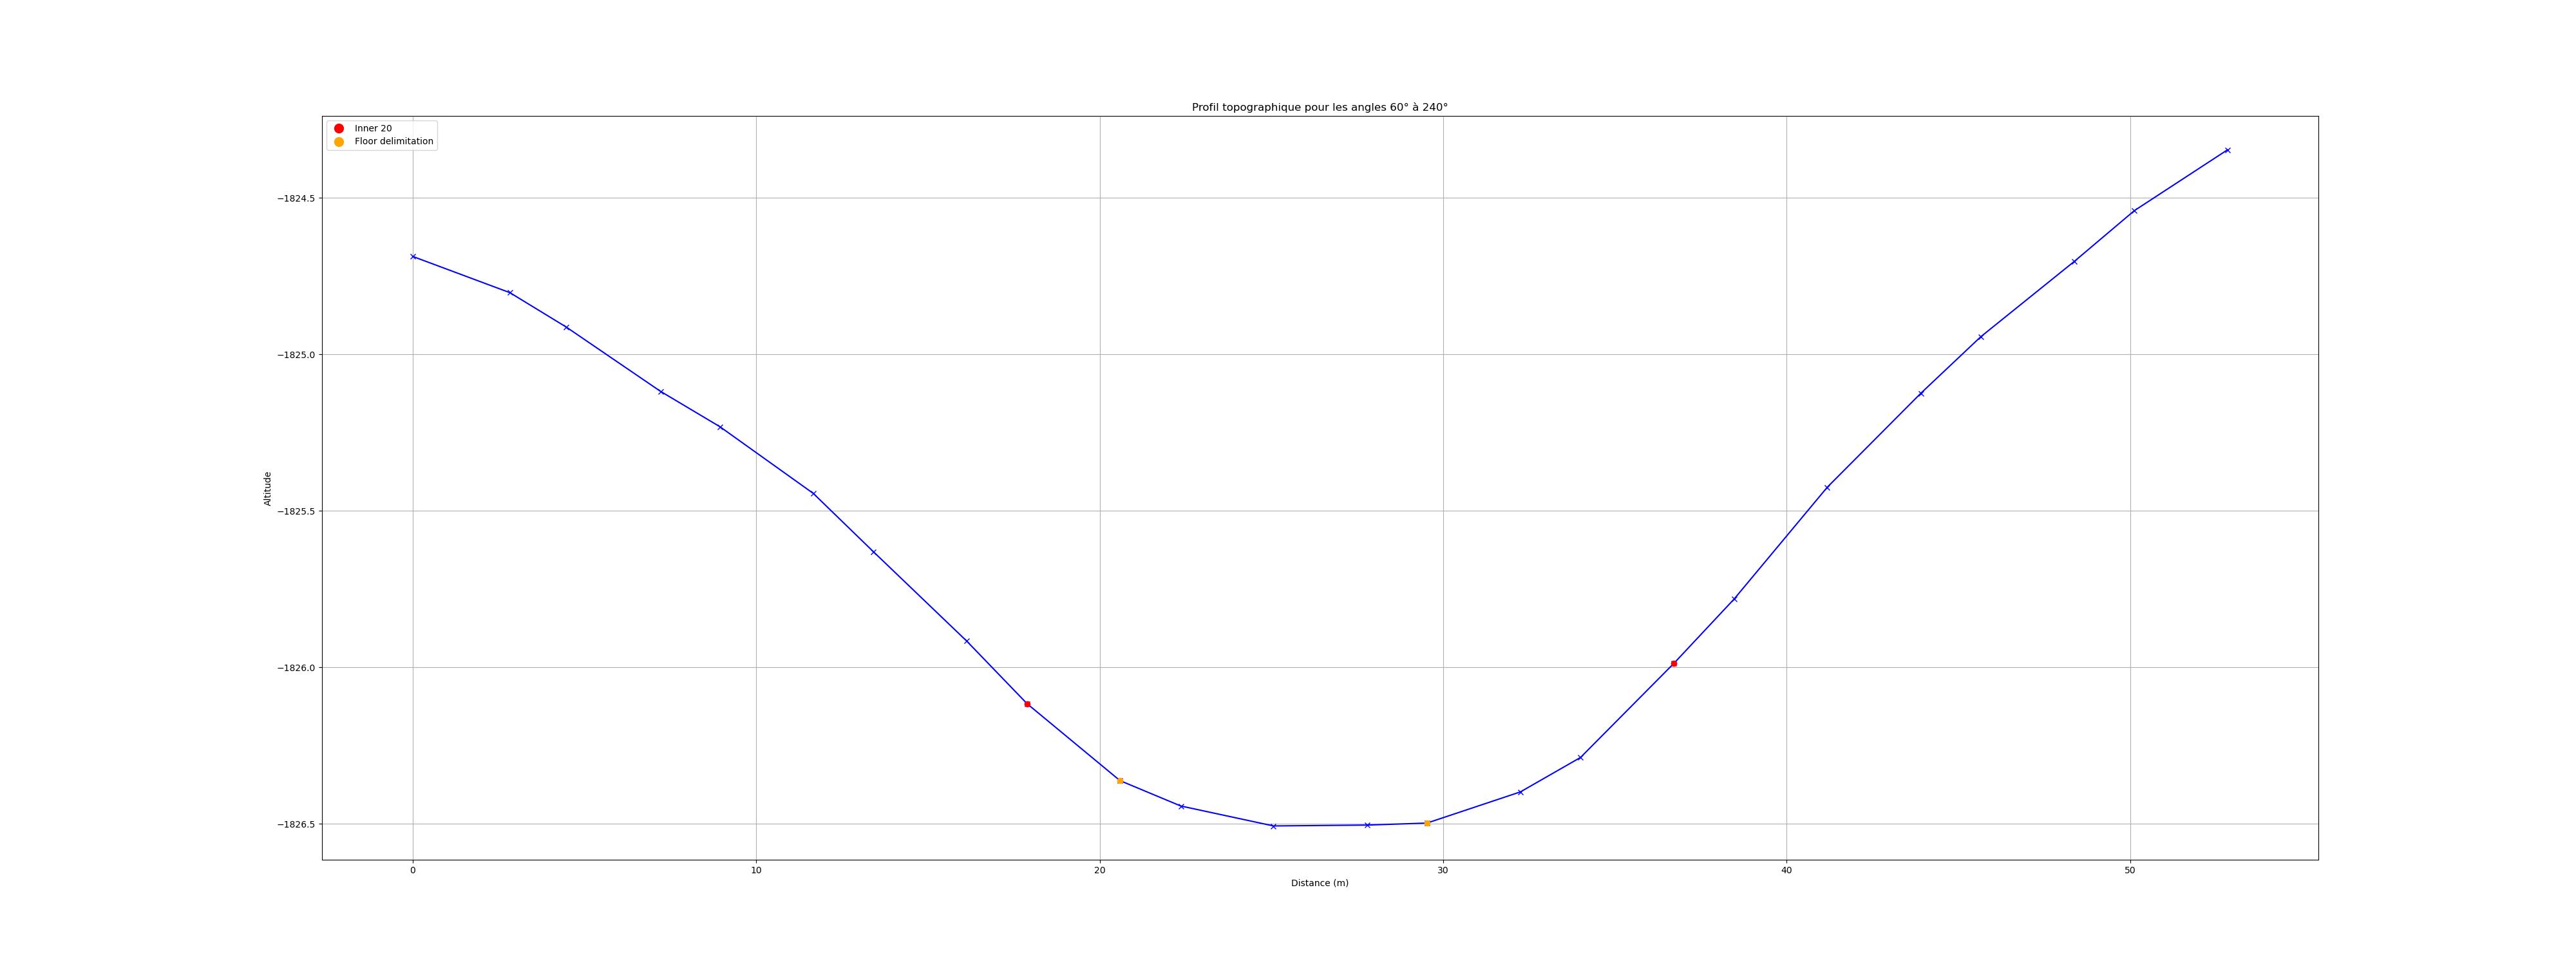 Profil topographique pour les angles 60° à 240°
Inner 20
Floor delimitation
−1824.5
−1825.0
−1825.5
−1826.0
−1826.5
Altitude
0 10 20 30 40 50
Distance (m)